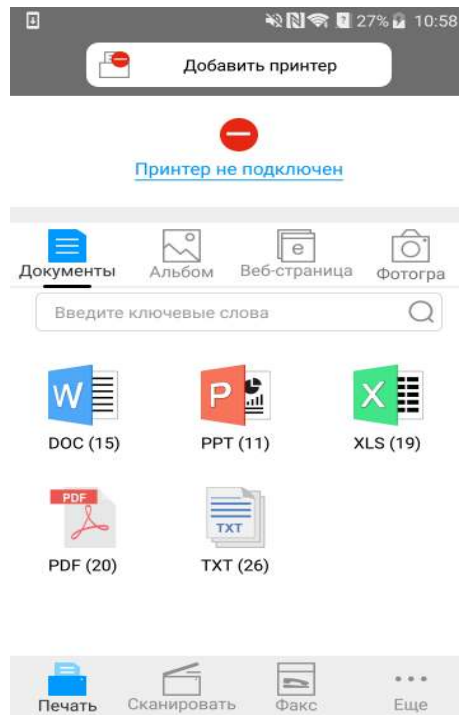 27% 10:58
Добавить принтер
Принтер не подключен
e
Документы Альбом Веб-страница Фотогра
Введите ключевые слова
W P X
DOC (15) PPT (11) XLS (19)
PDF TXT
PDF (20) TXT (26)
Печать Сканировать Факс Еще